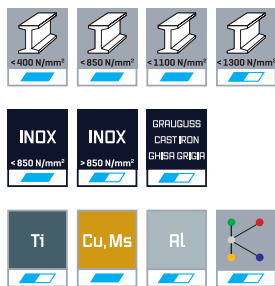 <400 N/mm² <850 N/mm² <1100 N/mm² <1300 N/mm²
INOX INOX GRAUGUSS
CAST IRON
GHISA GRIGIA
<850 N/mm² >850 N/mm²
Ti Cu, Ms Al